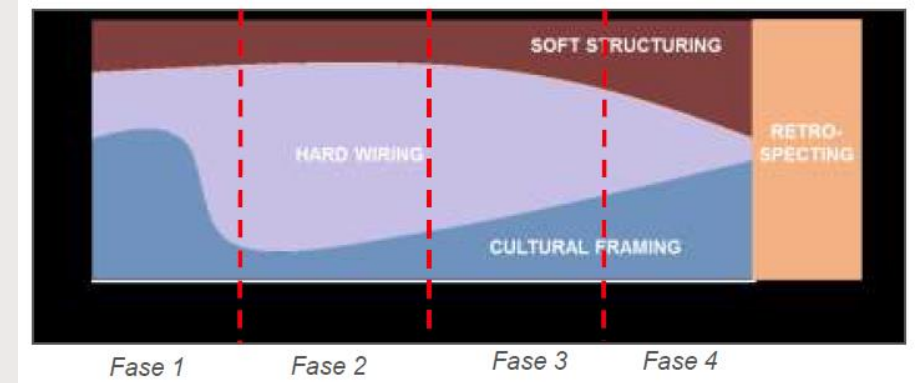 SOFT STRUCTURING
HARD WIRING
RETRO-
SPECTING
CULTURAL FRAMING
Fase 1
Fase 2
Fase 3
Fase 4